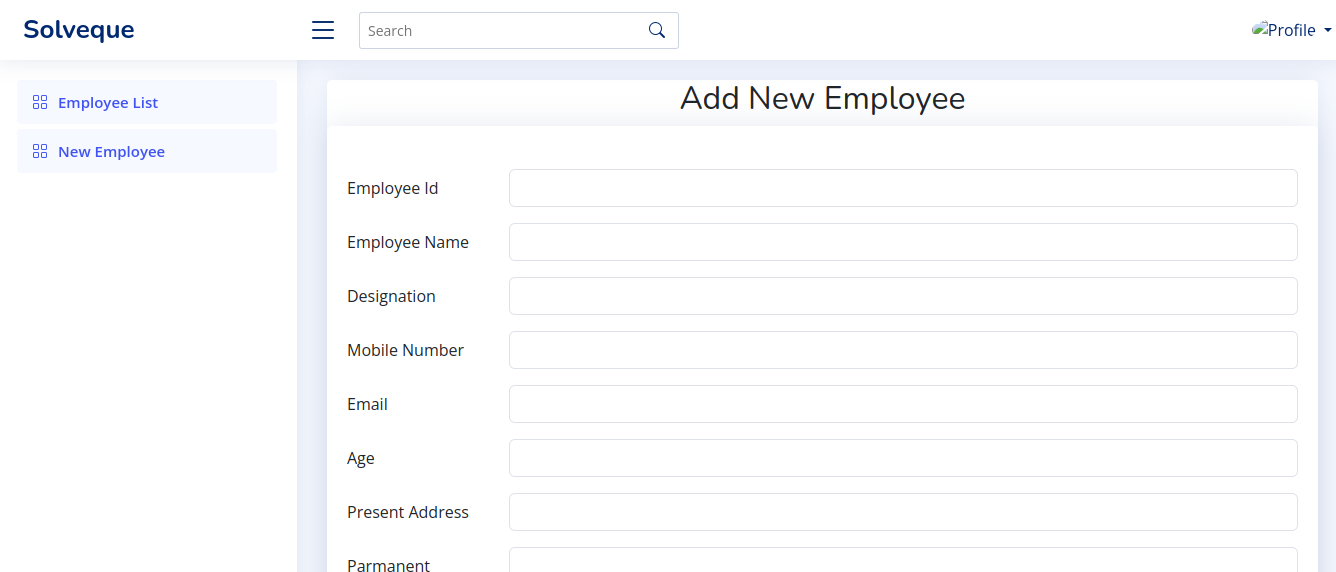 Solveque
Search
Profile
Employee List
New Employee
Add New Employee
Employee Id
Employee Name
Designation
Mobile Number
Email
Age
Present Address
Parmanent